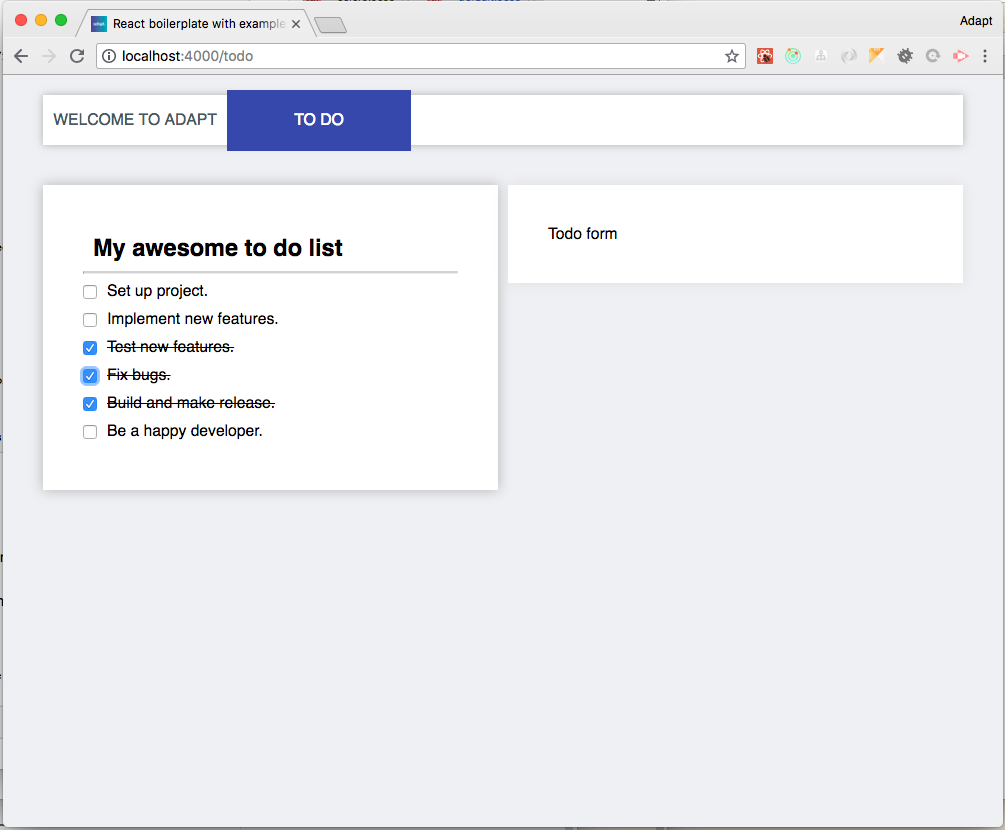 React boilerplate with example
Adapt
localhost:4000/todo
WELCOME TO ADAPT
TO DO
My awesome to do list
Set up project.
Implement new features.
Test new features.
Fix bugs.
Build and make release.
Be a happy developer.
Todo form